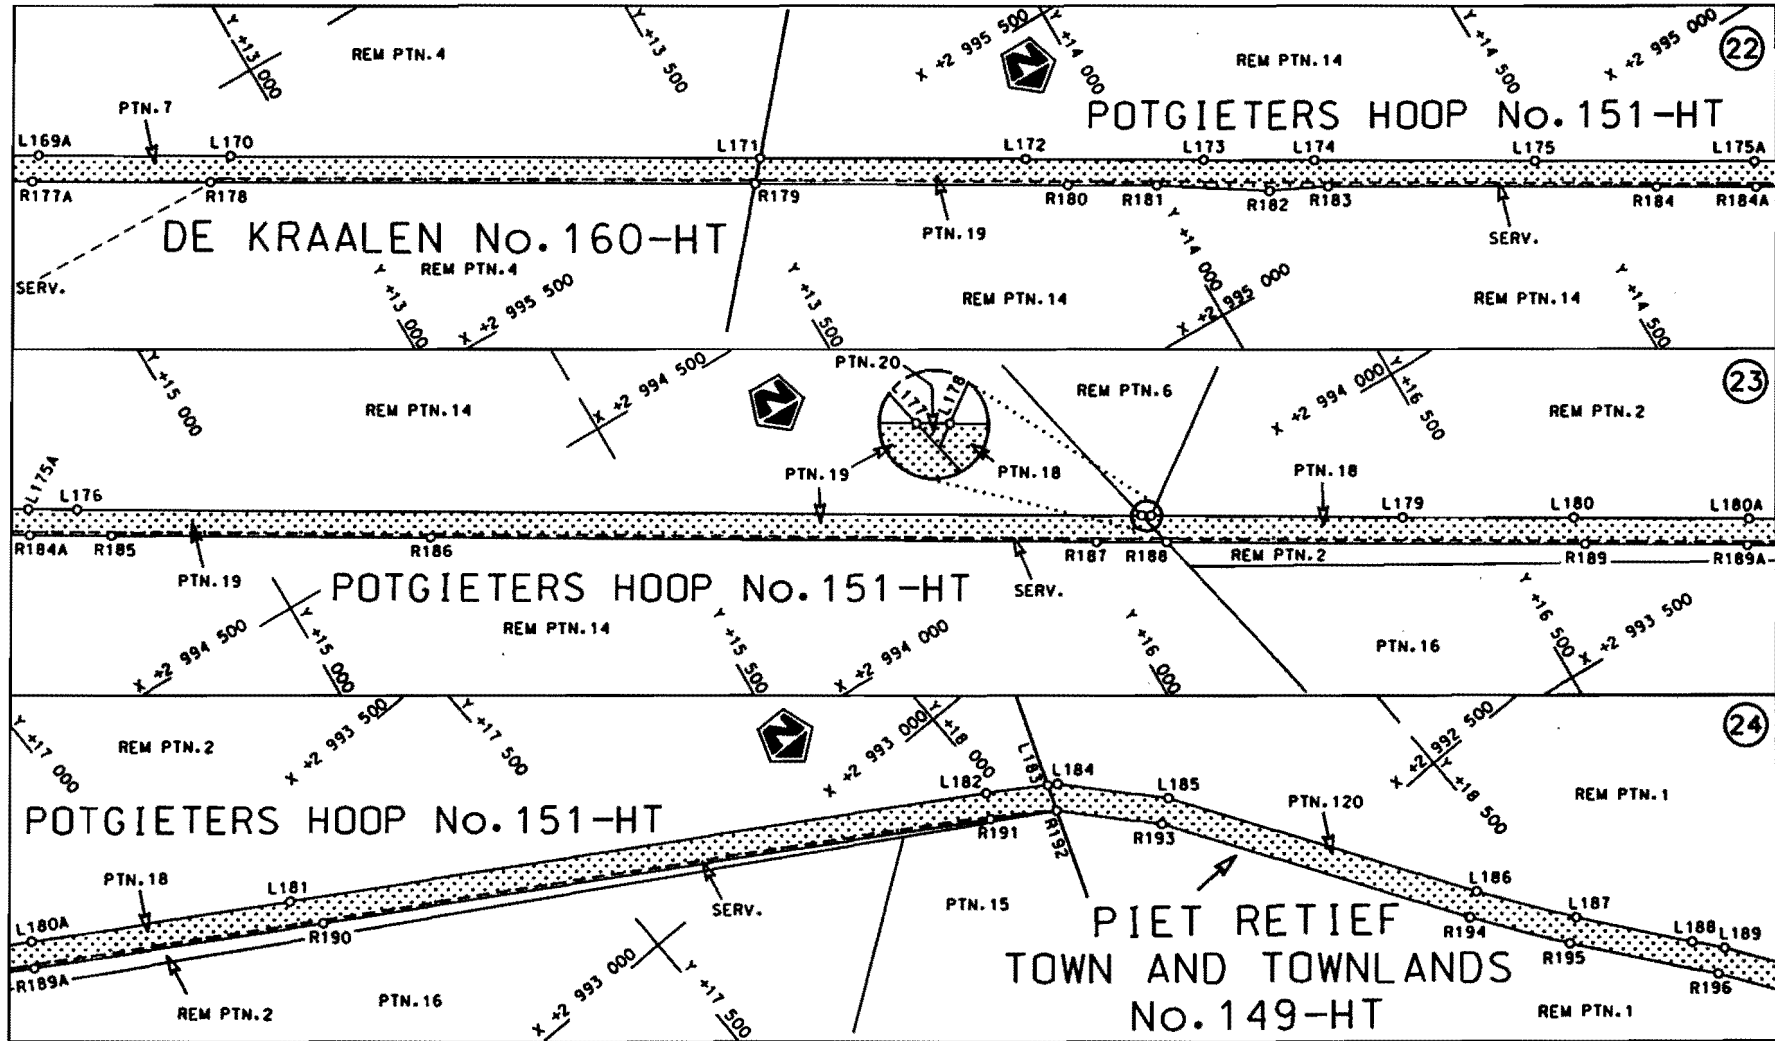 Y +13 000
REM PTN.4
Y +13 500
X +2 995 500
Y +14 000
REM PTN.14
Y +14 500
X +2 995 000
22
PTN.7
POTGIETERS HOOP No.151-HT
L169A
L170
L171
L172
L173
L174
L175
L175A
R177A
R178
R179
R180
R181
R182
R183
R184
R184A
DE KRAALEN No.160-HT
PTN.19
SERV.
SERV.
REM PTN.4
Y +13 000
X +2 995 500
Y +13 500
REM PTN.14
Y +14 000
X +2 995 000
REM PTN.14
Y +14 500
Y +15 000
REM PTN.14
X +2 994 500
PTN.20
L177
L178
REM PTN.6
X +2 994 000
Y +16 500
REM PTN.2
23
PTN.19
PTN.18
PTN.18
L175A
L176
L179
L180
L180A
R184A
R185
R186
R187
R188
REM PTN.2
R189
R189A
PTN.19
POTGIETERS HOOP No.151-HT
SERV.
X +2 994 500
Y +15 000
REM PTN.14
Y +15 500
X +2 994 000
Y +16 000
PTN.16
Y +16 500
X +2 993 500
Y +17 000
REM PTN.2
X +2 993 500
Y +17 500
X +2 993 000
Y +18 000
L183
L184
X +2 992 500
Y +18 500
24
REM PTN.1
POTGIETERS HOOP No.151-HT
L182
L185
PTN.120
R191
R192
R193
PTN.18
L181
L186
L187
L180A
R190
SERV.
PTN.15
PIET RETIEF
R194
L188
L189
R189A
X +2 993 000
Y +17 500
TOWN AND TOWNLANDS
R195
R196
REM PTN.2
PTN.16
No.149-HT
REM PTN.1